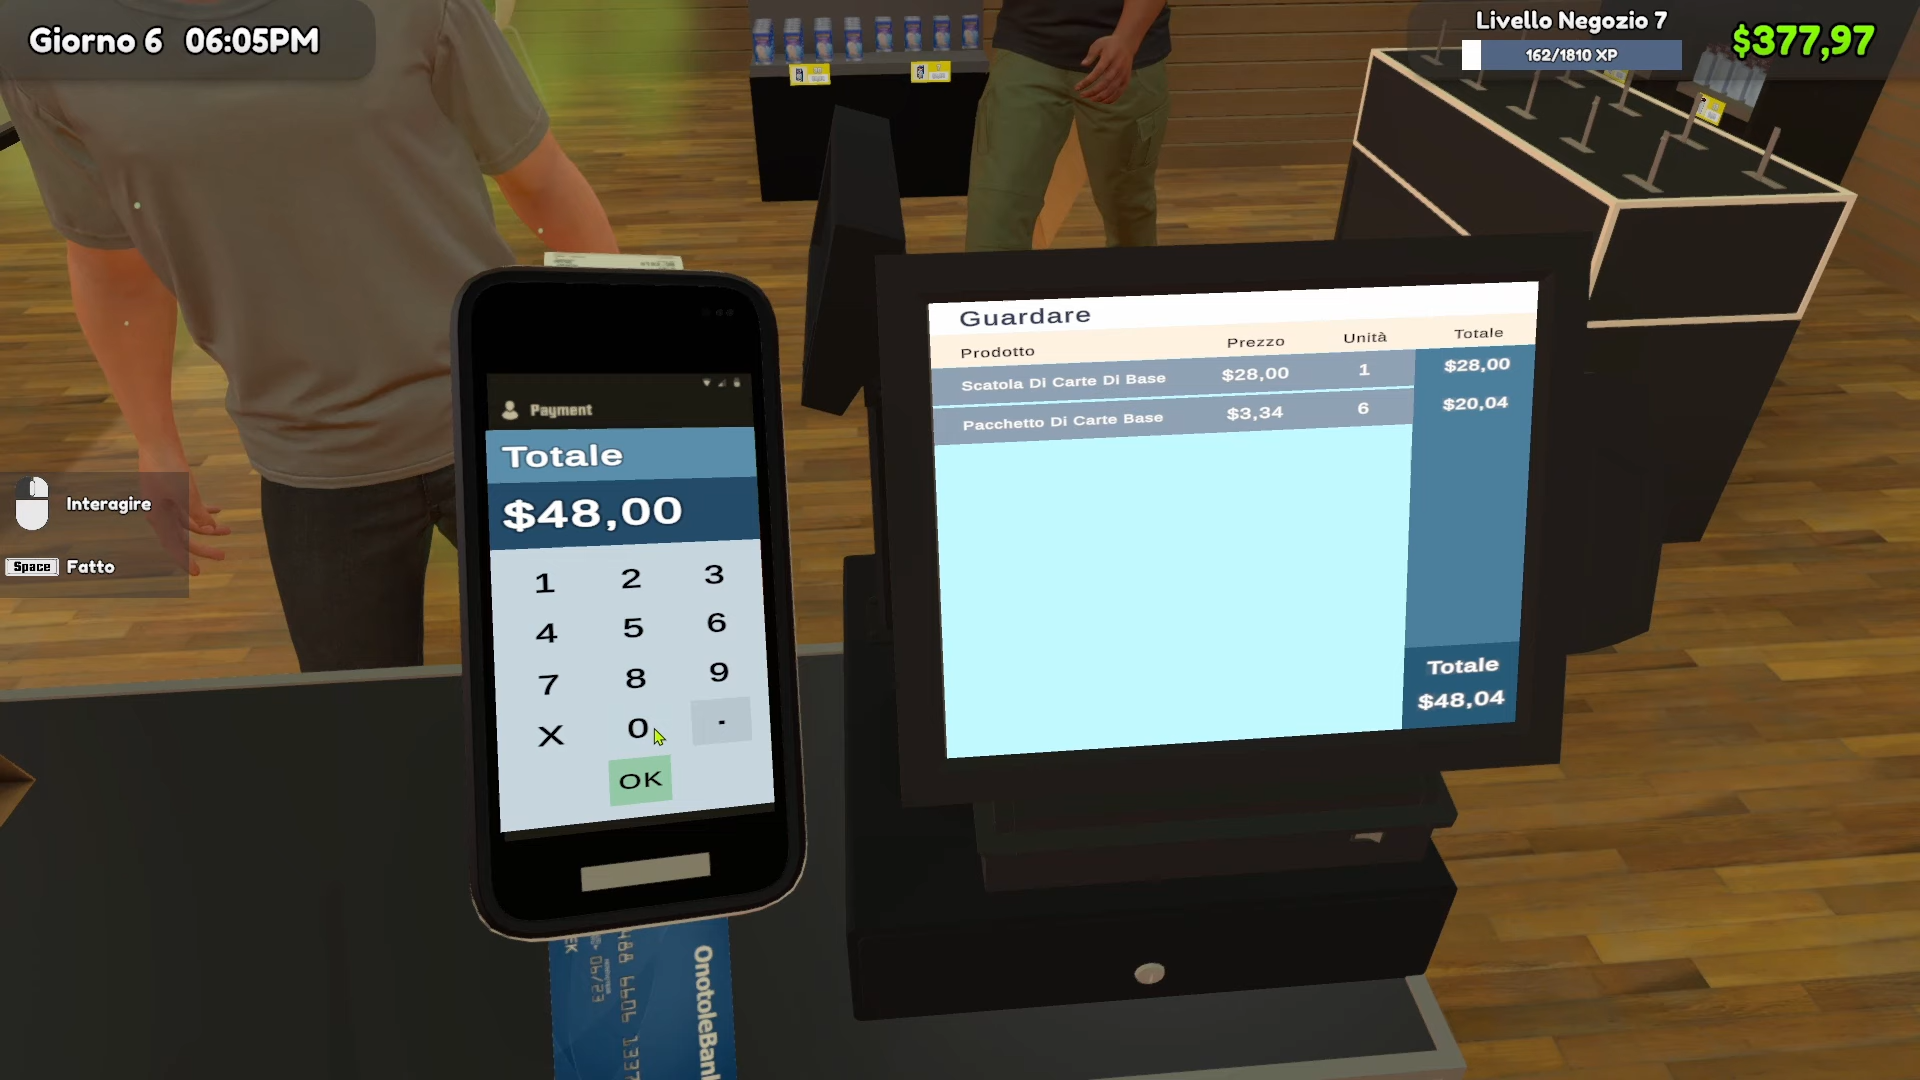 Giorno 6 06:05PM
Livello Negozio 7
162/1810 XP
$377,97
Interagire
Space Fatto
Payment
Totale
$48,00
1 2 3
4 5 6
7 8 9
X 0 .
OK
Guardare
Prodotto Prezzo Unità Totale
Scatola Di Carte Di Base $28,00 1 $28,00
Pacchetto Di Carte Base $3,34 6 $20,04
Totale
$48,04
OnotoleBank
06/23